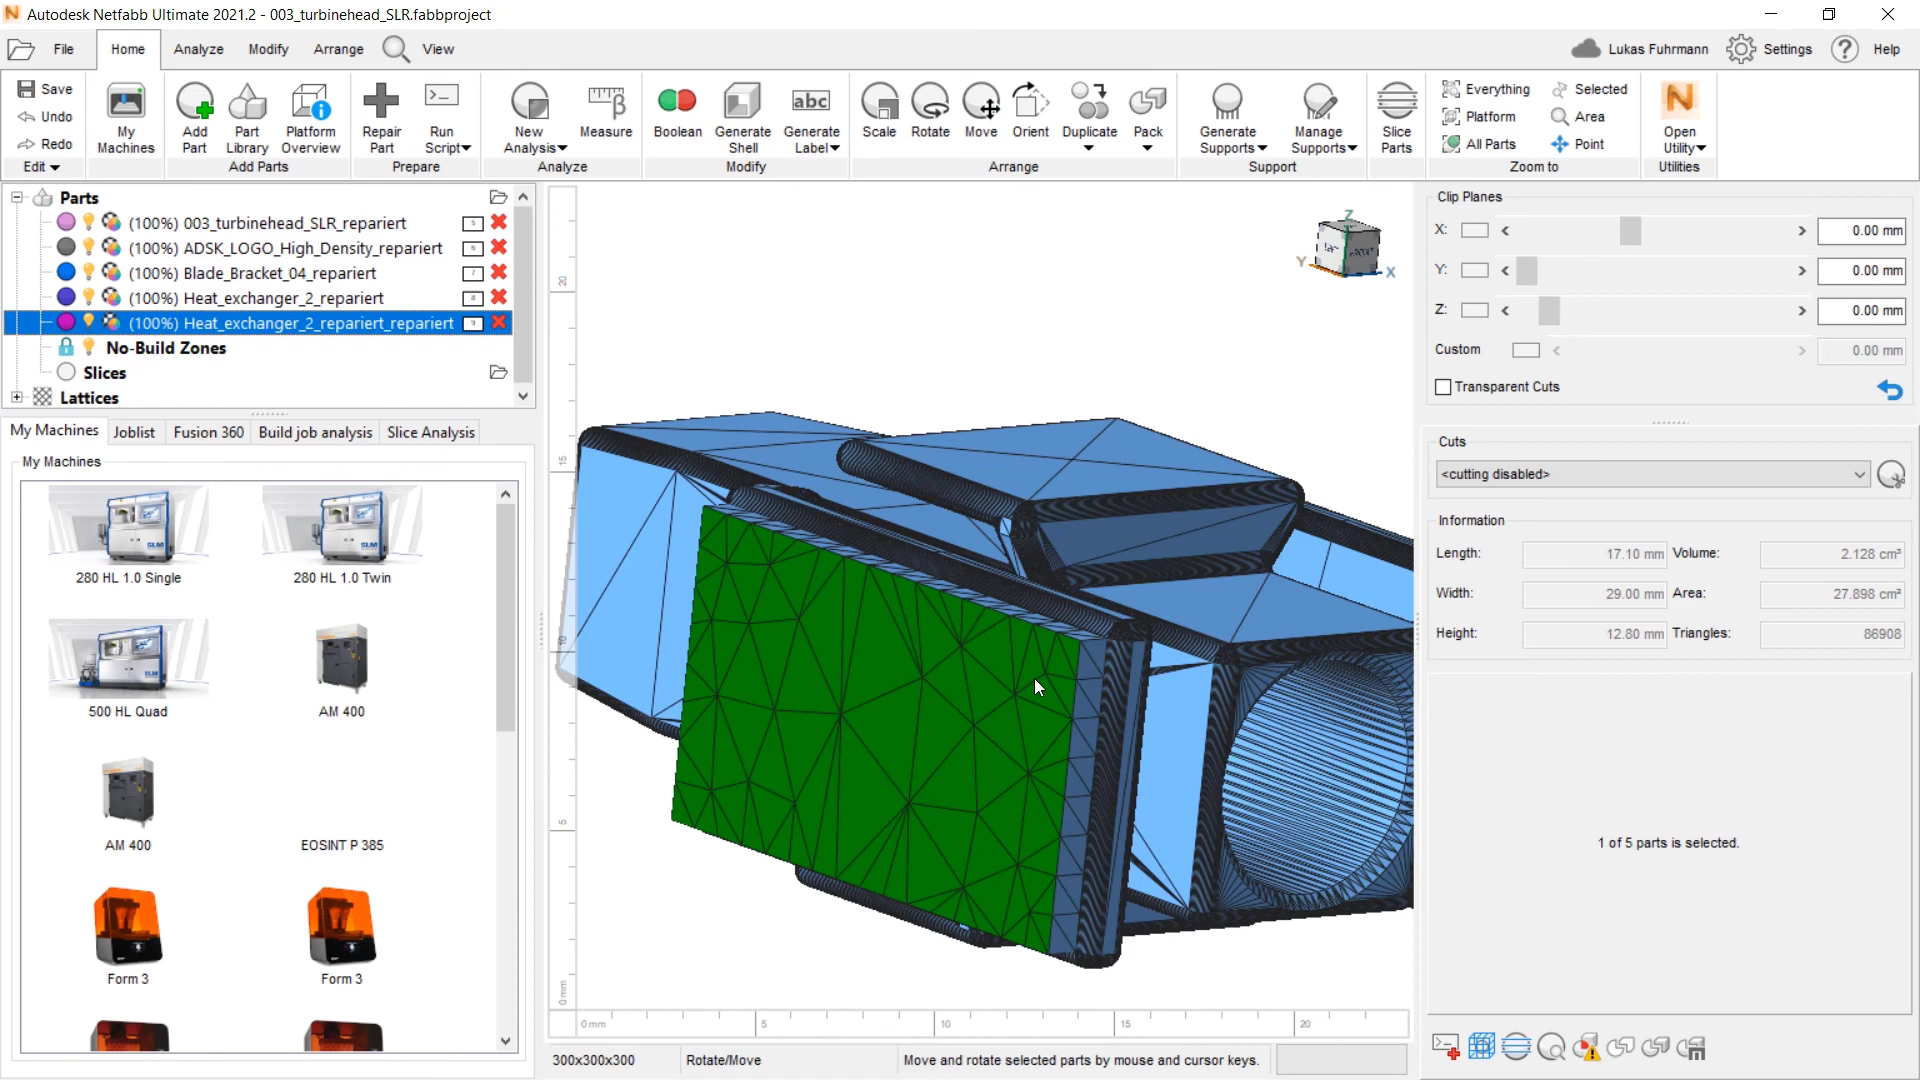 Autodesk Netfabb Ultimate 2021.2 - 003_turbinehead_SLR.fabbproject
File Home Analyze Modify Arrange View Lukas Fuhrmann Settings ? Help
Save
Undo
Redo
Edit
My Machines
Add Part
Part Library
Platform Overview
Add Parts
Repair Part
Run Script
Prepare
New Analysis
Measure
Analyze
Boolean
Generate Shell
abc
Generate Label
Modify
Scale
Rotate
Move
Orient
Duplicate
Pack
Arrange
Generate Supports
Manage Supports
Support
Slice Parts
Everything
Platform
All Parts
Selected
Area
Point
Zoom to
Open Utility
Utilities
Parts
(100%) 003_turbinehead_SLR_repariert
(100%) ADSK_LOGO_High_Density_repariert
(100%) Blade_Bracket_04_repariert
(100%) Heat_exchanger_2_repariert
(100%) Heat_exchanger_2_repariert_repariert
No-Build Zones
Slices
Lattices
My Machines Joblist Fusion 360 Build job analysis Slice Analysis
My Machines
280 HL 1.0 Single
280 HL 1.0 Twin
500 HL Quad
AM 400
AM 400
EOSINT P 385
Form 3
Form 3
Z
Y
X
20
15
10
5
0 mm
0 mm 5 10 15 20
300x300x300 Rotate/Move Move and rotate selected parts by mouse and cursor keys.
Clip Planes
X: < > 0.00 mm
Y: < > 0.00 mm
Z: < > 0.00 mm
Custom < > 0.00 mm
Transparent Cuts
Cuts
<cutting disabled>
Information
Length: 17.10 mm Volume: 2.128 cm³
Width: 29.00 mm Area: 27.898 cm²
Height: 12.80 mm Triangles: 86908
1 of 5 parts is selected.